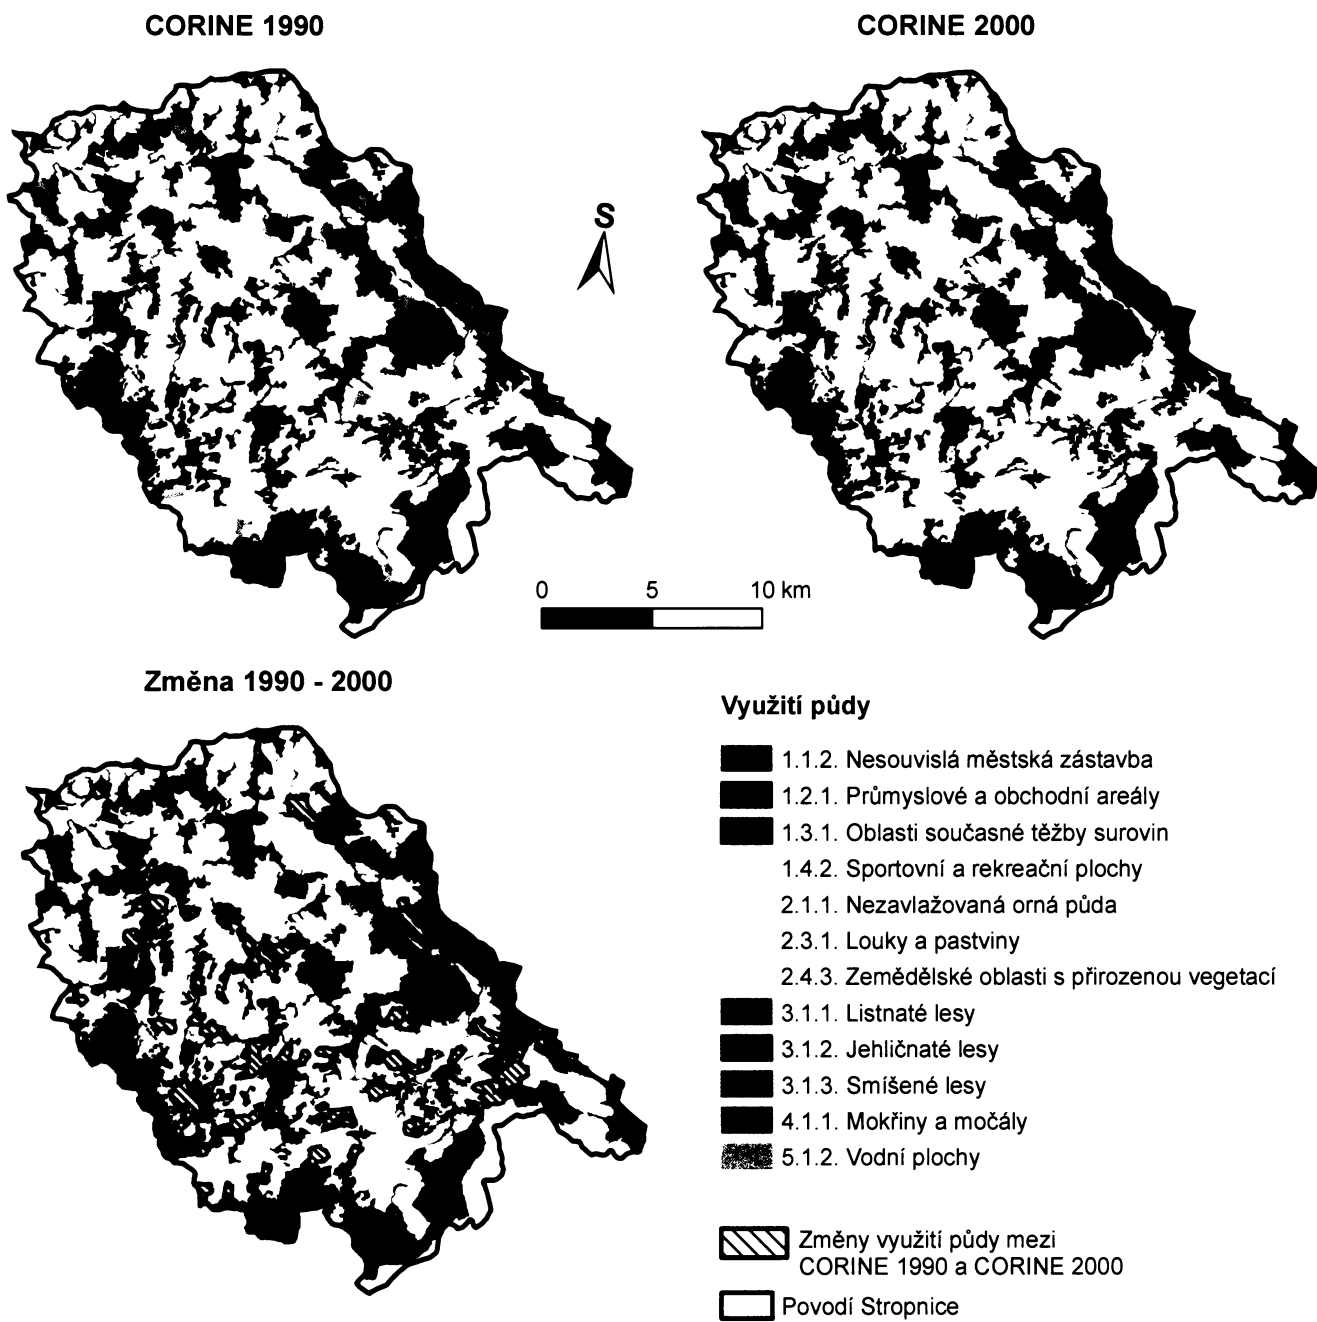 CORINE 1990
CORINE 2000
S
0 5 10 km
Změna 1990 - 2000
Využití půdy
1.1.2. Nesouvislá městská zástavba
1.2.1. Průmyslové a obchodní areály
1.3.1. Oblasti současné těžby surovin
1.4.2. Sportovní a rekreační plochy
2.1.1. Nezavlažovaná orná půda
2.3.1. Louky a pastviny
2.4.3. Zemědělské oblasti s přirozenou vegetací
3.1.1. Listnaté lesy
3.1.2. Jehličnaté lesy
3.1.3. Smíšené lesy
4.1.1. Mokřiny a močály
5.1.2. Vodní plochy
Změny využití půdy mezi
CORINE 1990 a CORINE 2000
Povodí Stropnice